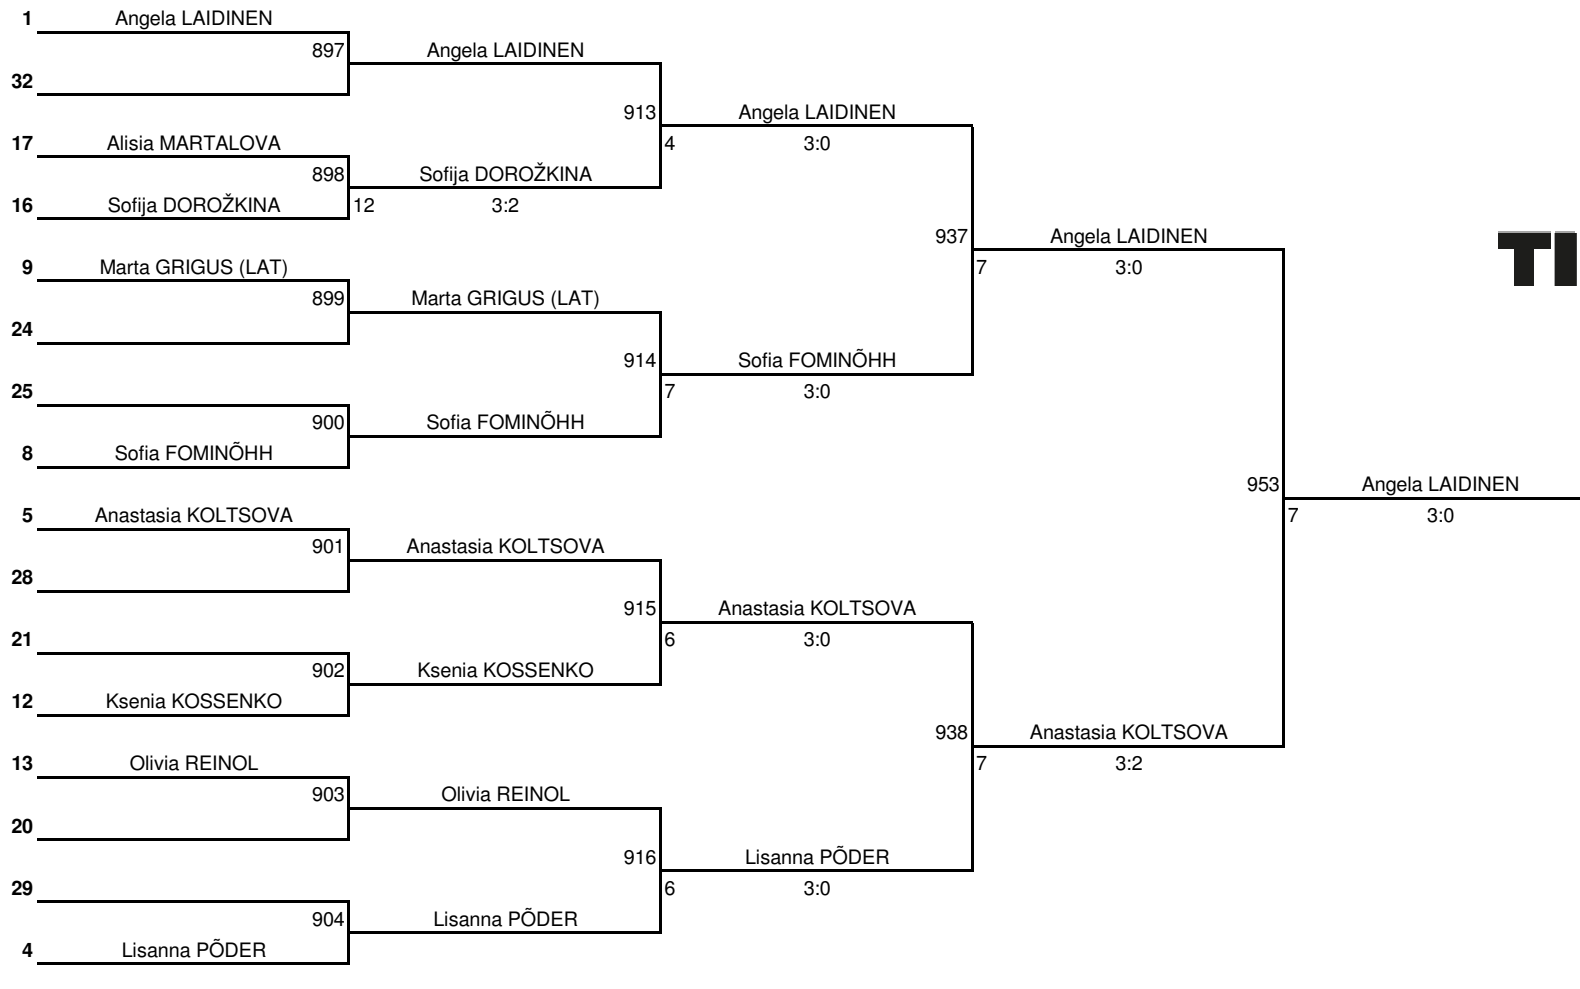 1 Angela LAIDINEN
897 Angela LAIDINEN
32
913 Angela LAIDINEN
17 Alisia MARTALOVA 4 3:0
898 Sofija DOROŽKINA
16 Sofija DOROŽKINA 12 3:2
937 Angela LAIDINEN
TI
9 Marta GRIGUS (LAT) 7 3:0
899 Marta GRIGUS (LAT)
24
914 Sofia FOMINÕHH
25 7 3:0
900 Sofia FOMINÕHH
8 Sofia FOMINÕHH
953 Angela LAIDINEN
5 Anastasia KOLTSOVA 7 3:0
901 Anastasia KOLTSOVA
28
915 Anastasia KOLTSOVA
21 6 3:0
902 Ksenia KOSSENKO
12 Ksenia KOSSENKO
938 Anastasia KOLTSOVA
13 Olivia REINOL 7 3:2
903 Olivia REINOL
20
916 Lisanna PÕDER
29 6 3:0
904 Lisanna PÕDER
4 Lisanna PÕDER